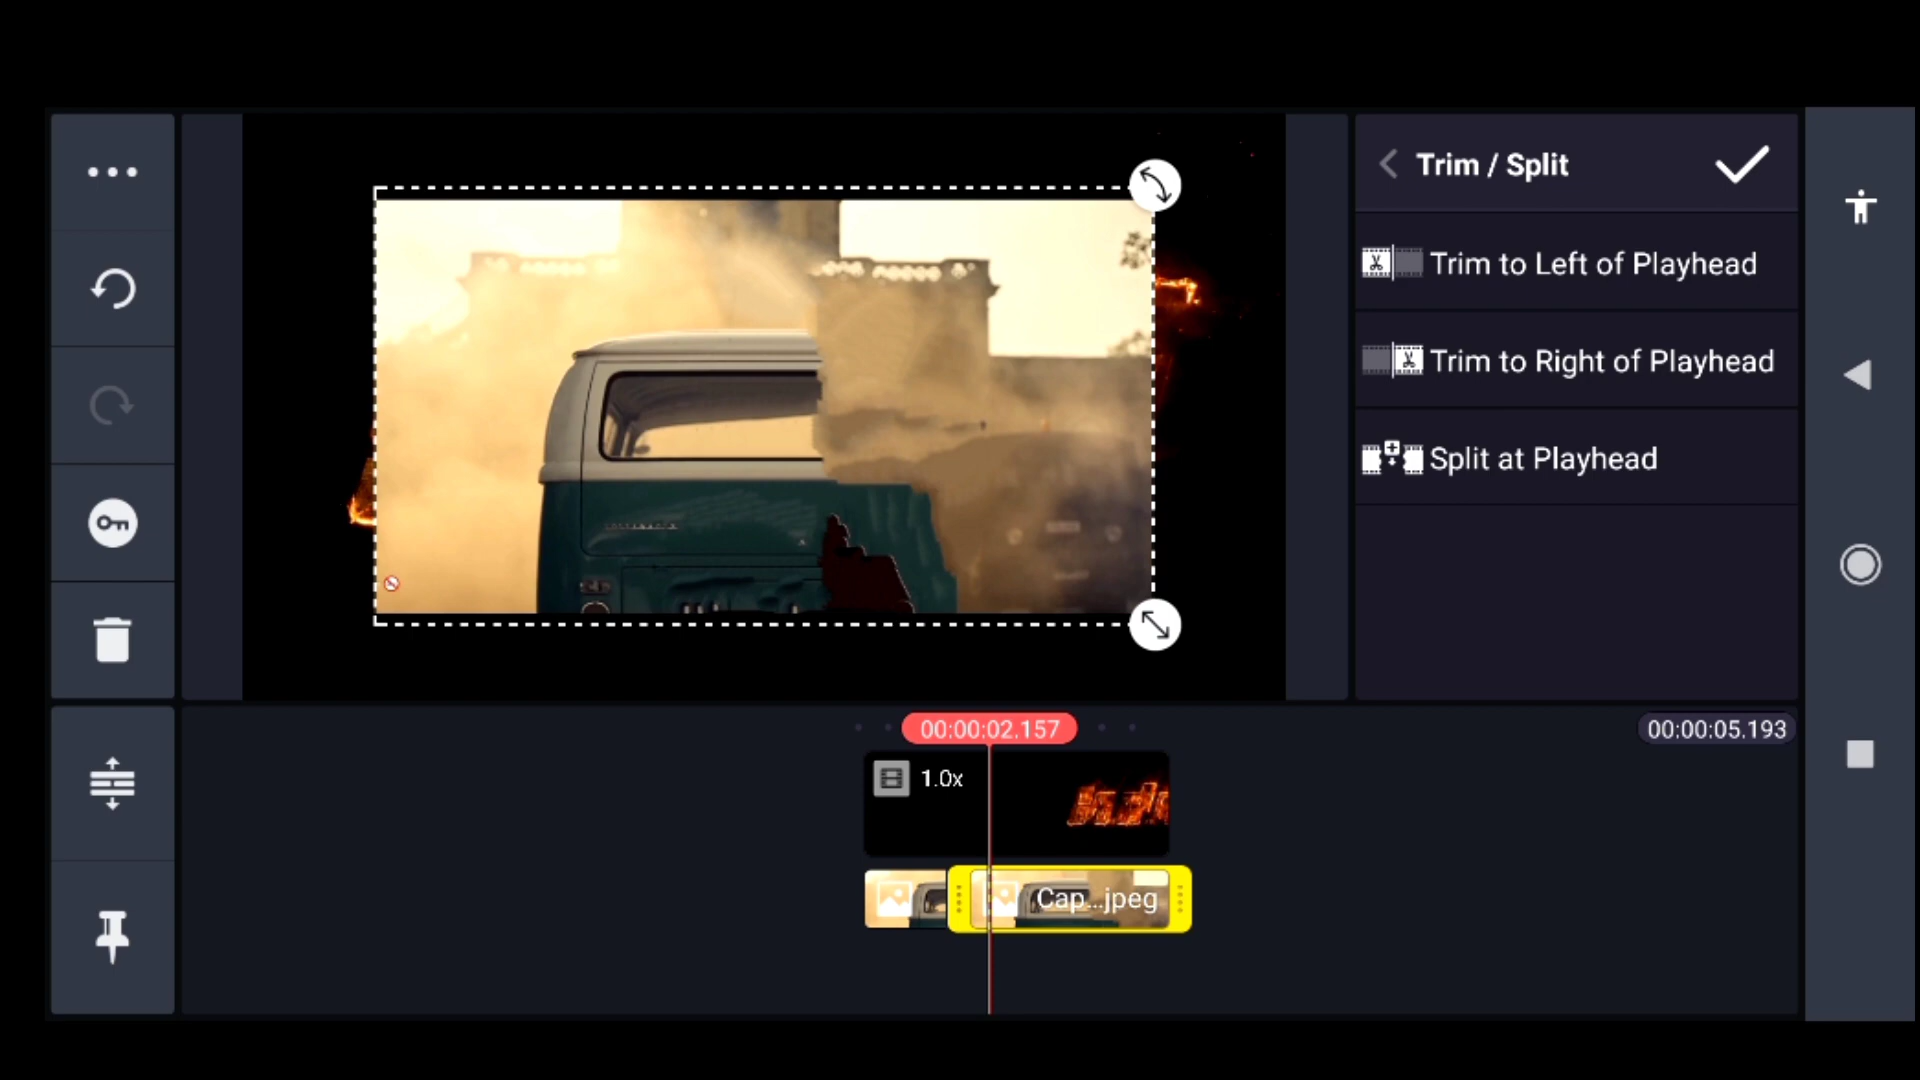 Trim / Split
Trim to Left of Playhead
Trim to Right of Playhead
Split at Playhead
00:00:02.157
00:00:05.193
1.0x
Cap...jpeg